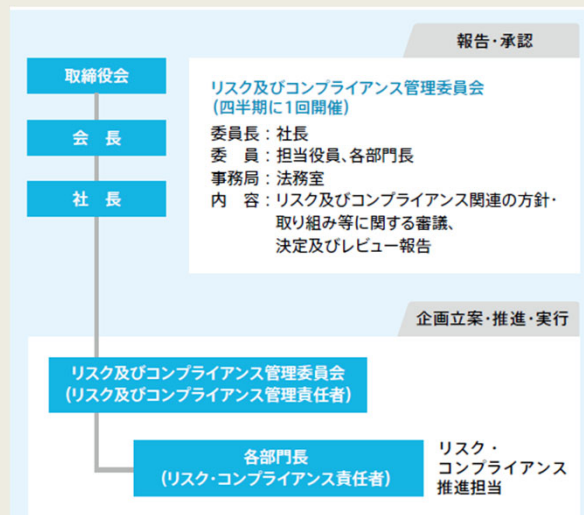 報告・承認
取締役会
会 長
社 長
リスク及びコンプライアンス管理委員会
(四半期に1回開催)
委員長：社長
委 員：担当役員、各部門長
事務局：法務室
内 容：リスク及びコンプライアンス関連の方針・
取り組み等に関する審議、
決定及びレビュー報告
企画立案・推進・実行
リスク及びコンプライアンス管理委員会
(リスク及びコンプライアンス管理責任者)
各部門長
(リスク・コンプライアンス責任者)
リスク・
コンプライアンス
推進担当